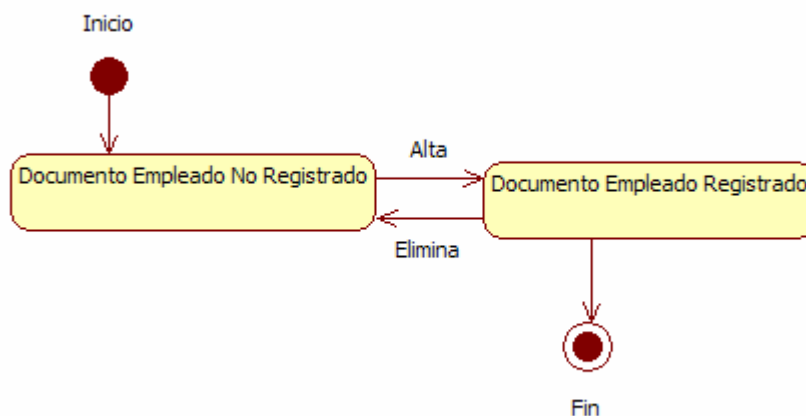 Inicio
Documento Empleado No Registrado
Alta
Documento Empleado Registrado
Elimina
Fin